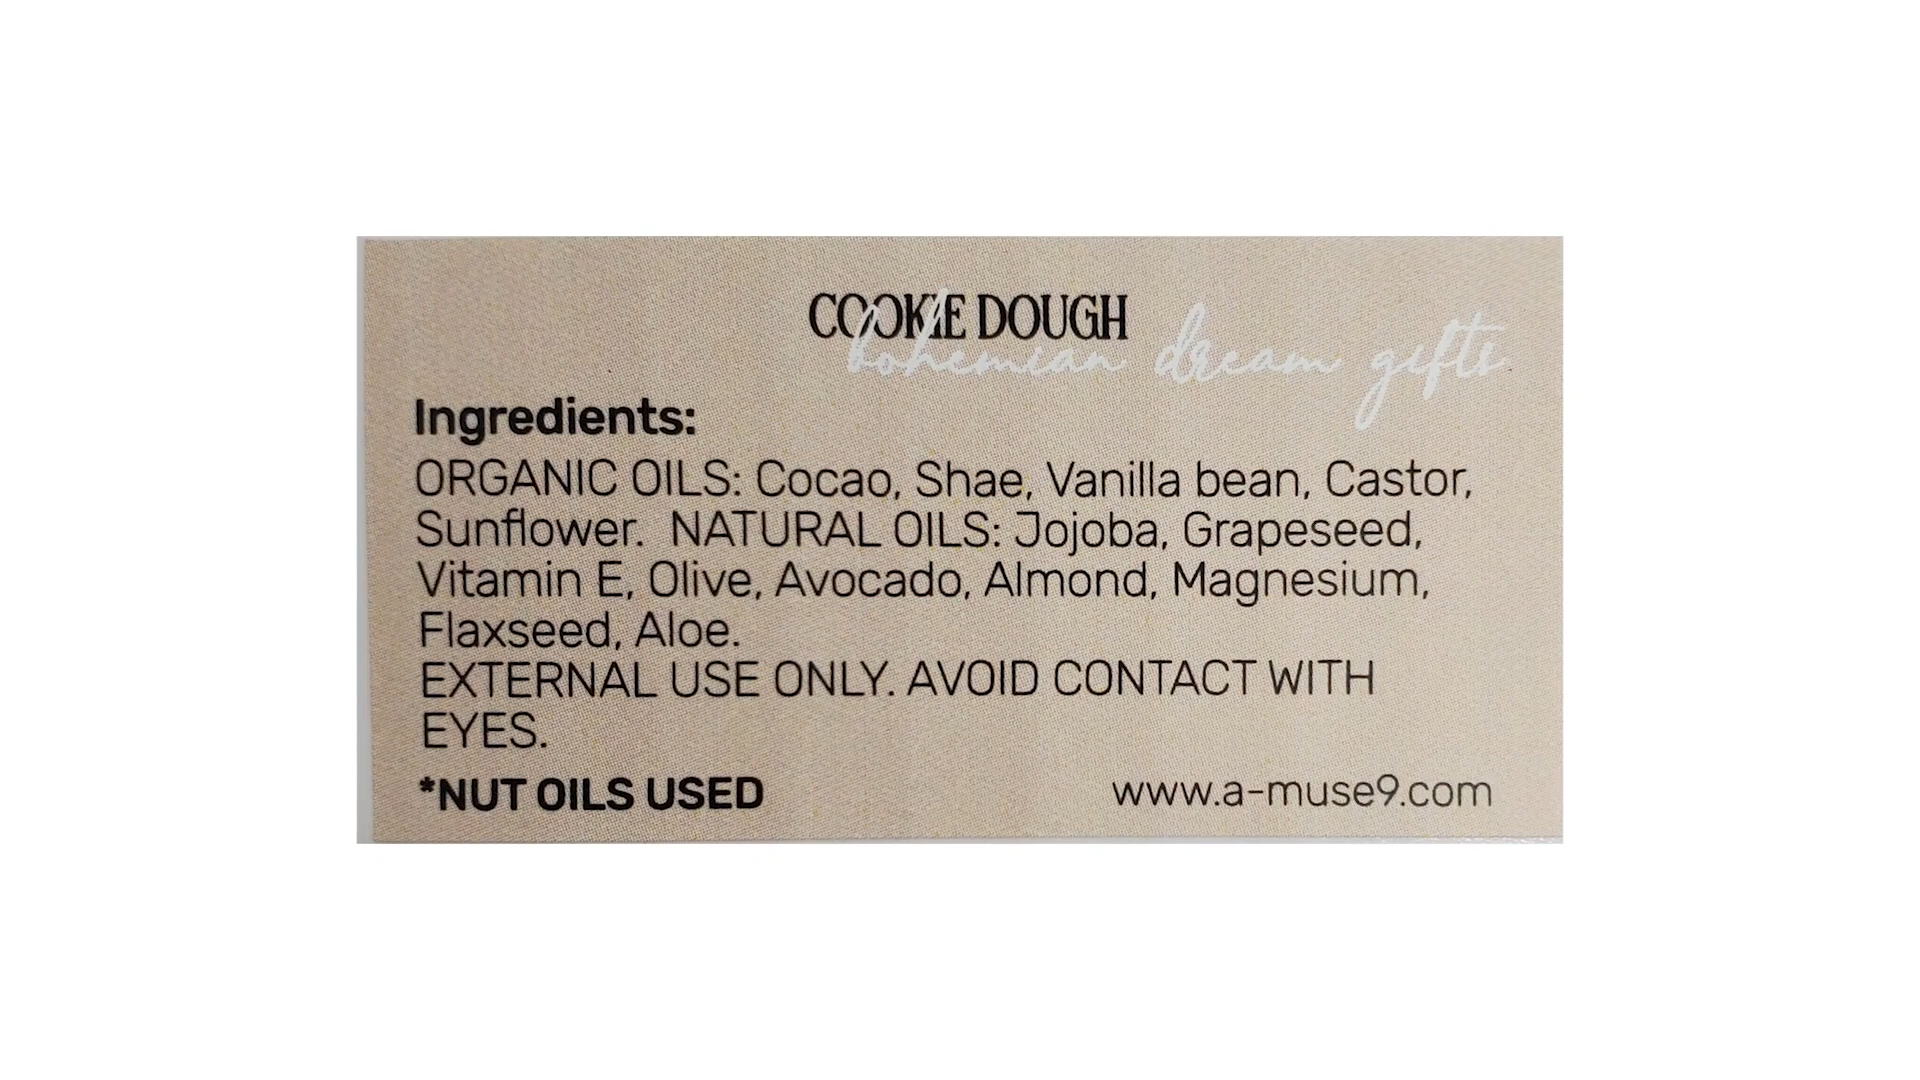 COOKIE DOUGH
bohemian dream gifts
Ingredients:
ORGANIC OILS: Cocao, Shae, Vanilla bean, Castor,
Sunflower. NATURAL OILS: Jojoba, Grapeseed,
Vitamin E, Olive, Avocado, Almond, Magnesium,
Flaxseed, Aloe.
EXTERNAL USE ONLY. AVOID CONTACT WITH
EYES.
*NUT OILS USED
www.a-muse9.com